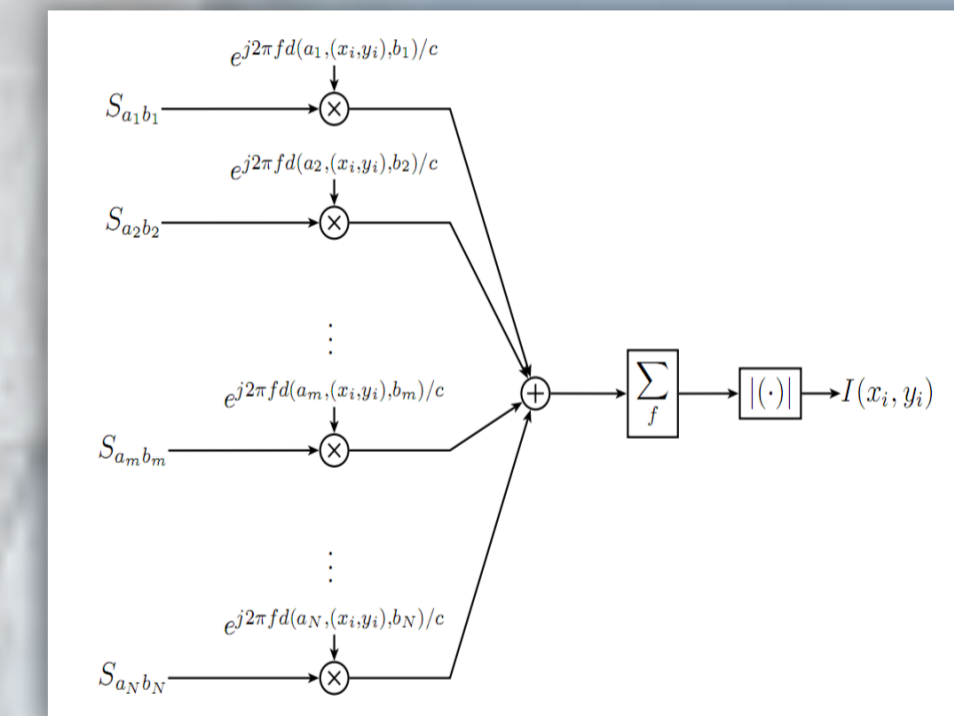 e^{j2πfd(a_1,(x_i,y_i),b_1)/c}
S_{a_1b_1} ×
e^{j2πfd(a_2,(x_i,y_i),b_2)/c}
S_{a_2b_2} ×
⋮
e^{j2πfd(a_m,(x_i,y_i),b_m)/c}
+ ∑_f |(·)| I(x_i, y_i)
S_{a_mb_m} ×
⋮
e^{j2πfd(a_N,(x_i,y_i),b_N)/c}
S_{a_Nb_N} ×